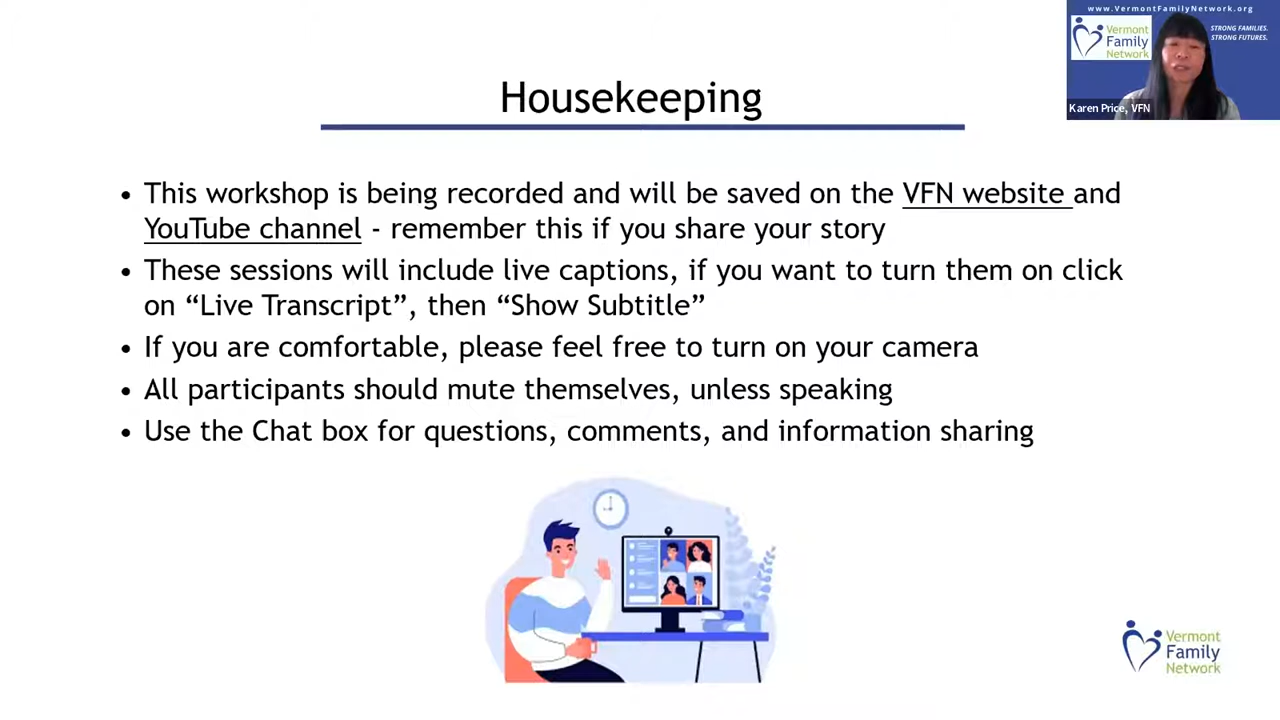 www.VermontFamilyNetwork.org
Vermont
Family
Network
STRONG FAMILIES.
STRONG FUTURES.
Karen Price, VFN
Housekeeping
• This workshop is being recorded and will be saved on the VFN website and
YouTube channel - remember this if you share your story
• These sessions will include live captions, if you want to turn them on click
on “Live Transcript”, then “Show Subtitle”
• If you are comfortable, please feel free to turn on your camera
• All participants should mute themselves, unless speaking
• Use the Chat box for questions, comments, and information sharing
Vermont
Family
Network